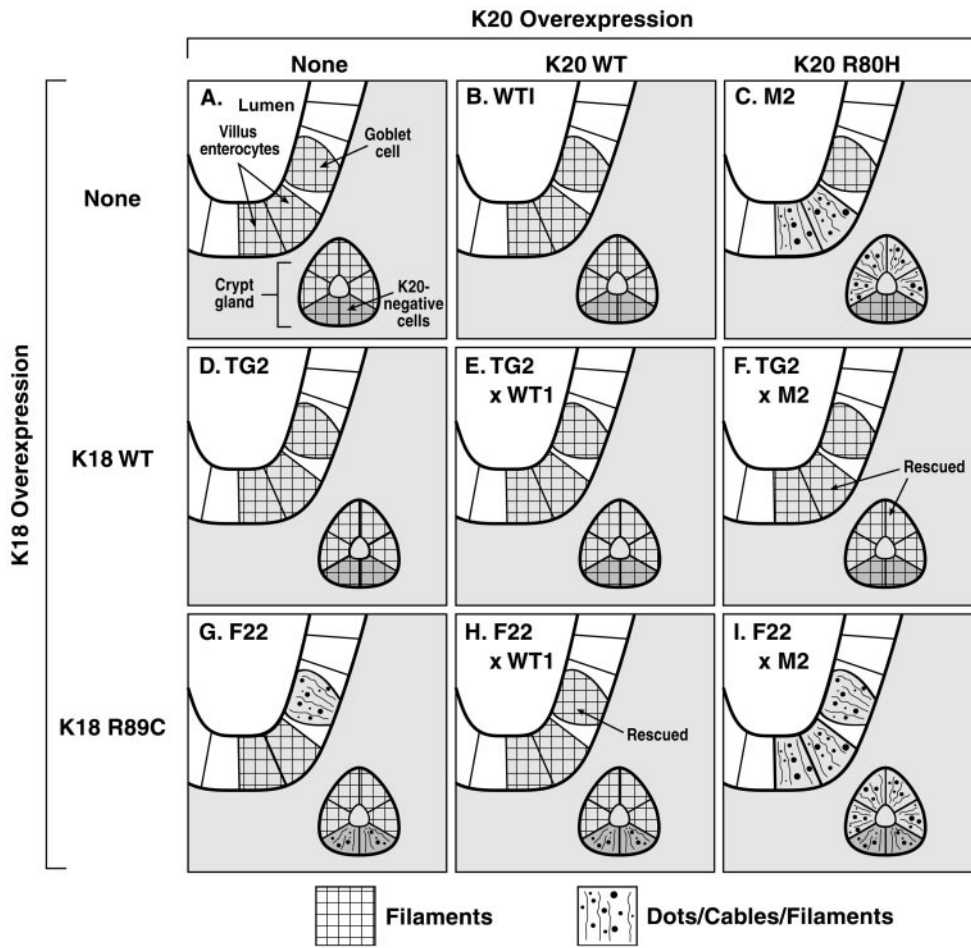 K20 Overexpression
None
K20 WT
K20 R80H
K18 Overexpression
None
K18 WT
K18 R89C
A.
Lumen
Villus
enterocytes
Goblet
cell
Crypt
gland
K20-
negative
cells
B. WTI
C. M2
D. TG2
E. TG2
x WT1
F. TG2
x M2
Rescued
G. F22
H. F22
x WT1
Rescued
I. F22
x M2
Filaments
Dots/Cables/Filaments